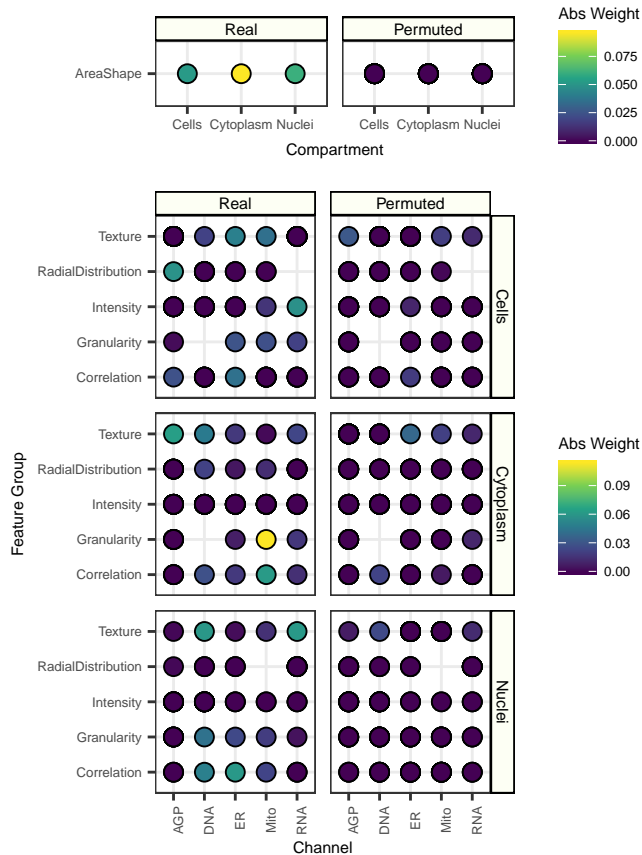 Real
Permuted
AreaShape
Cells
Cytoplasm
Nuclei
Cells
Cytoplasm
Nuclei
Compartment
Abs Weight
0.075
0.050
0.025
0.000
Real
Permuted
Texture
RadialDistribution
Intensity
Granularity
Correlation
Cells
Texture
RadialDistribution
Intensity
Granularity
Correlation
Cytoplasm
Texture
RadialDistribution
Intensity
Granularity
Correlation
Nuclei
Feature Group
AGP
DNA
ER
Mito
RNA
AGP
DNA
ER
Mito
RNA
Channel
Abs Weight
0.09
0.06
0.03
0.00